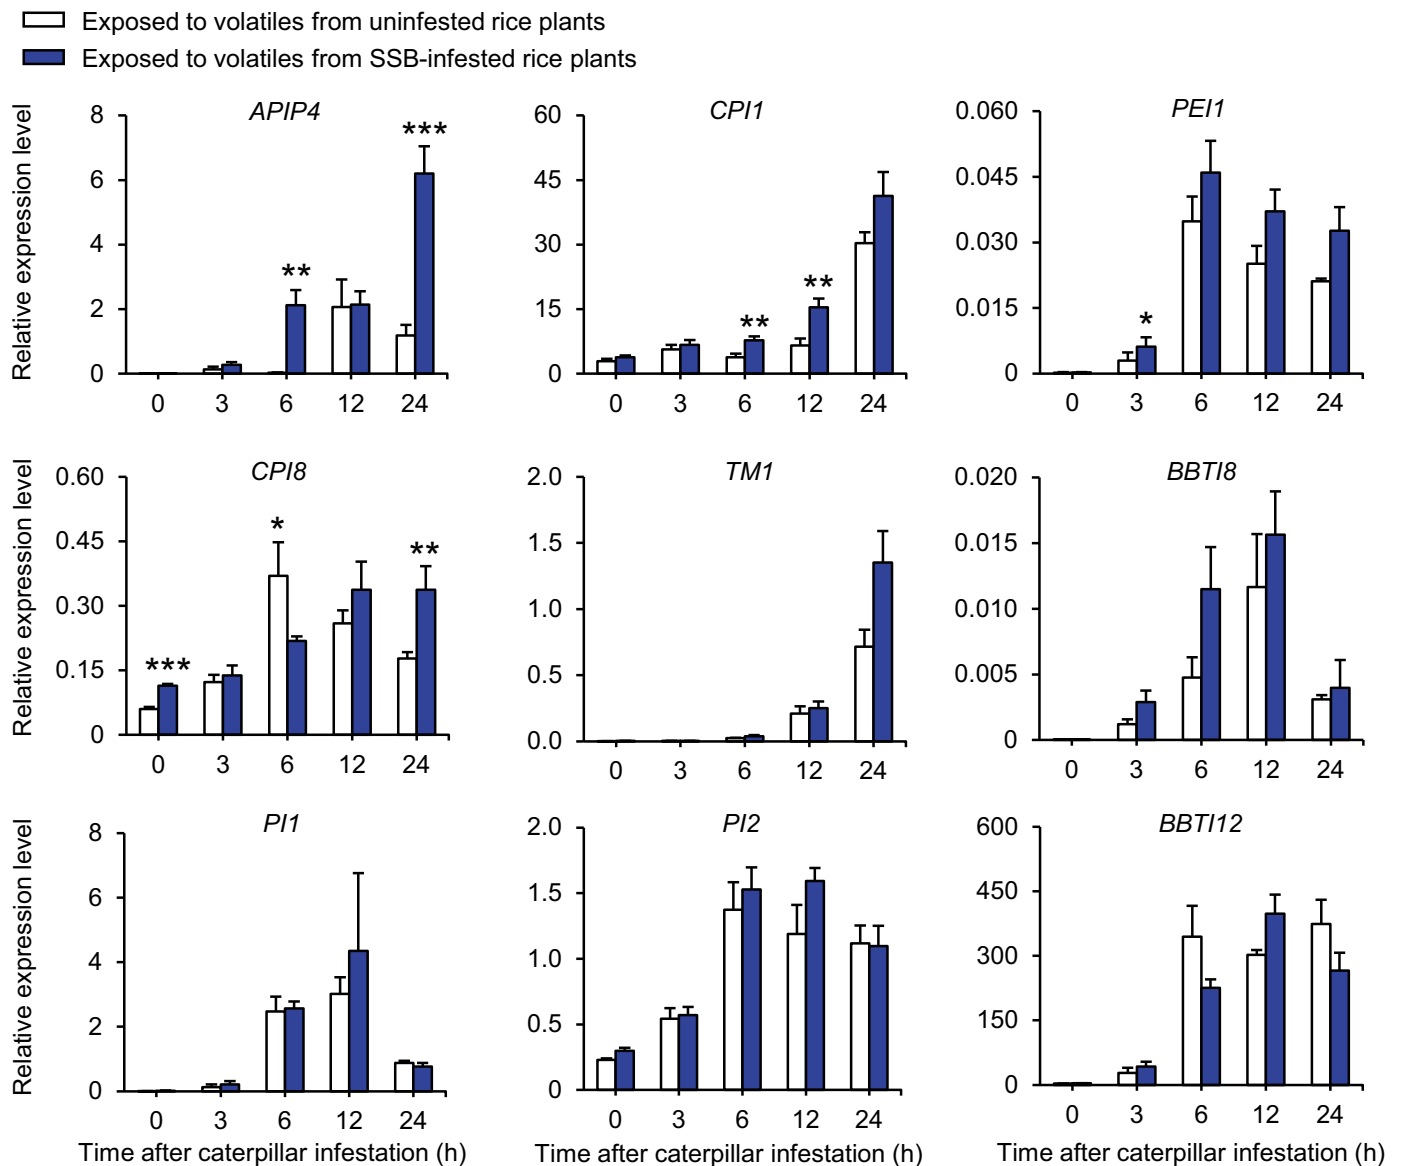 Exposed to volatiles from uninfested rice plants
Exposed to volatiles from SSB-infested rice plants
APIP4
CPI1
PEI1
Relative expression level
8
6
4
2
0
***
**
0 3 6 12 24
60
45
30
15
0
**
**
0 3 6 12 24
0.060
0.045
0.030
0.015
0
*
0 3 6 12 24
CPI8
TM1
BBTI8
Relative expression level
0.60
0.45
0.30
0.15
0
***
*
**
0 3 6 12 24
2.0
1.5
1.0
0.5
0.0
0 3 6 12 24
0.020
0.015
0.010
0.005
0
0 3 6 12 24
PI1
PI2
BBTI12
Relative expression level
8
6
4
2
0
0 3 6 12 24
Time after caterpillar infestation (h)
2.0
1.5
1.0
0.5
0
0 3 6 12 24
Time after caterpillar infestation (h)
600
450
300
150
0
0 3 6 12 24
Time after caterpillar infestation (h)